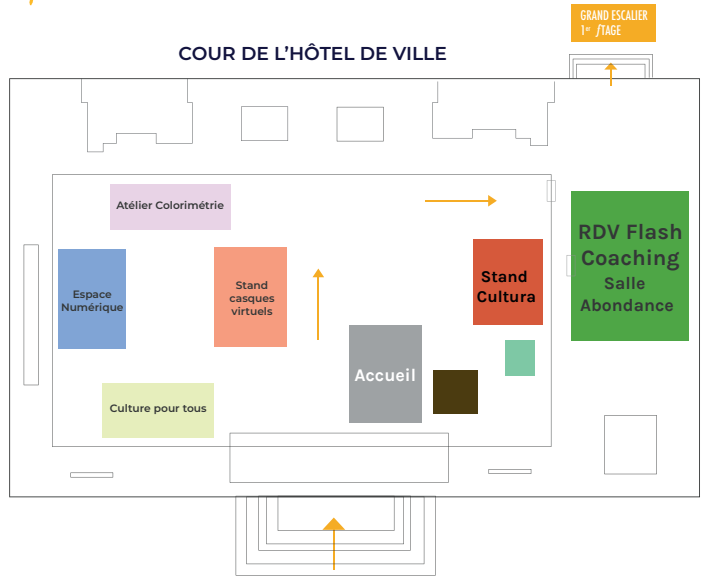 GRAND ESCALIER
1er ÉTAGE
COUR DE L'HÔTEL DE VILLE
Atélier Colorimétrie
RDV Flash
Coaching
Salle
Abondance
Espace
Numérique
Stand
casques
virtuels
Stand
Cultura
Accueil
Culture pour tous